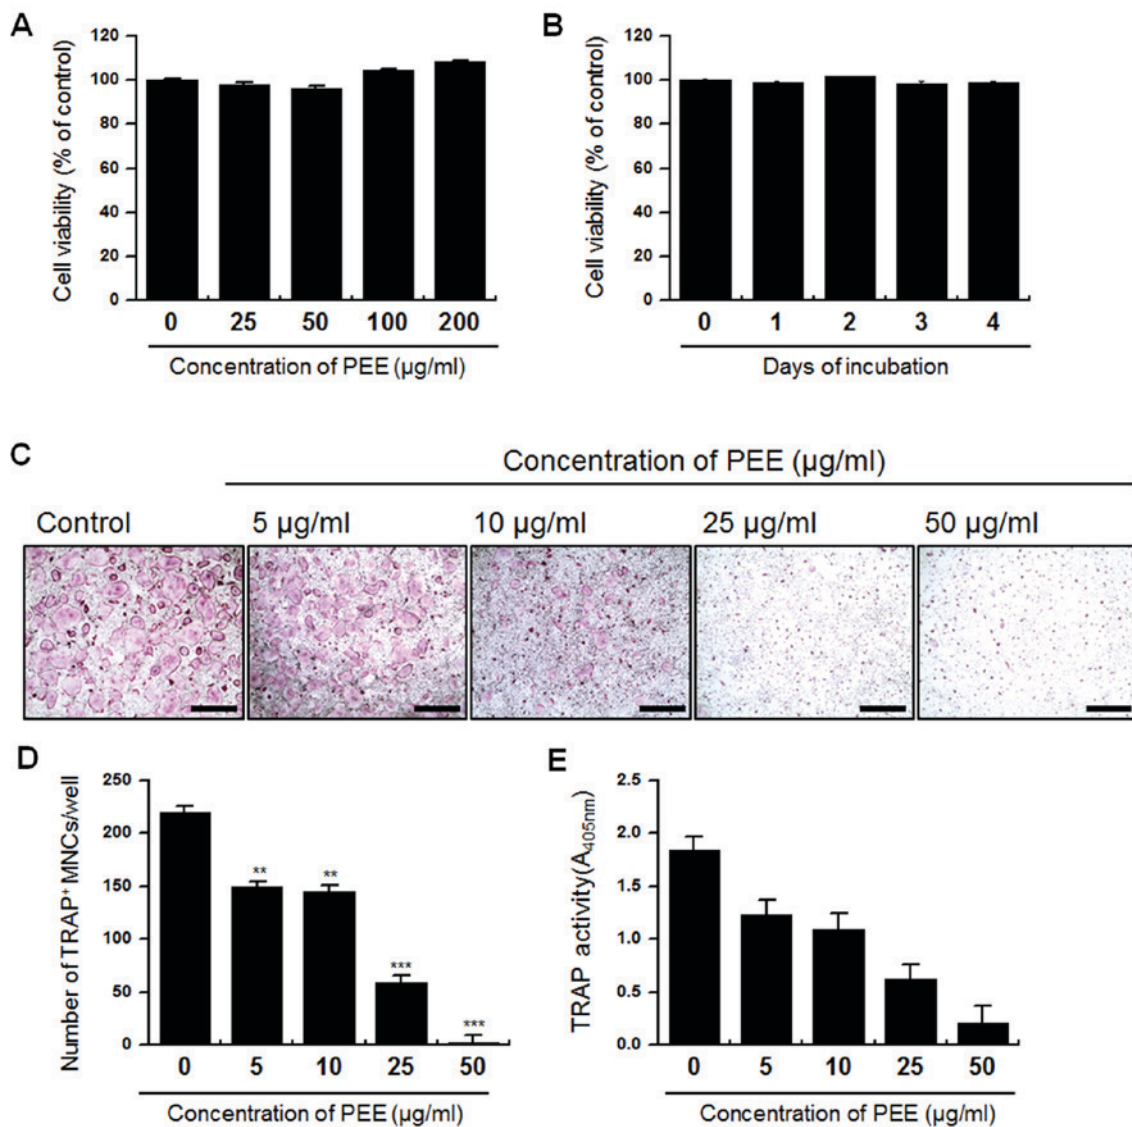 A
Cell viability (% of control)
120
100
80
60
40
20
0
0 25 50 100 200
Concentration of PEE (µg/ml)
B
Cell viability (% of control)
120
100
80
60
40
20
0
0 1 2 3 4
Days of incubation
C
Concentration of PEE (µg/ml)
Control 5 µg/ml 10 µg/ml 25 µg/ml 50 µg/ml
D
Number of TRAP⁺ MNCs/well
250
200
150
100
50
0
** ** *** ***
0 5 10 25 50
Concentration of PEE (µg/ml)
E
TRAP activity(A₄₀₅ₙₘ)
2.5
2.0
1.5
1.0
0.5
0.0
0 5 10 25 50
Concentration of PEE (µg/ml)